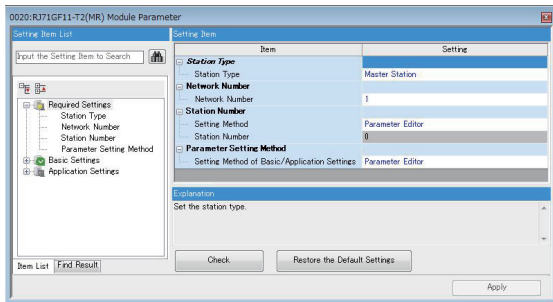 0020:RJ71GF11-T2(MR) Module Parameter
Setting Item List
Input the Setting Item to Search
Required Settings
Station Type
Network Number
Station Number
Parameter Setting Method
Basic Settings
Application Settings
Item List Find Result
Setting Item
Item Setting
Station Type
Station Type Master Station
Network Number
Network Number 1
Station Number
Setting Method Parameter Editor
Station Number 0
Parameter Setting Method
Setting Method of Basic/Application Settings Parameter Editor
Explanation
Set the station type.
Check Restore the Default Settings
Apply